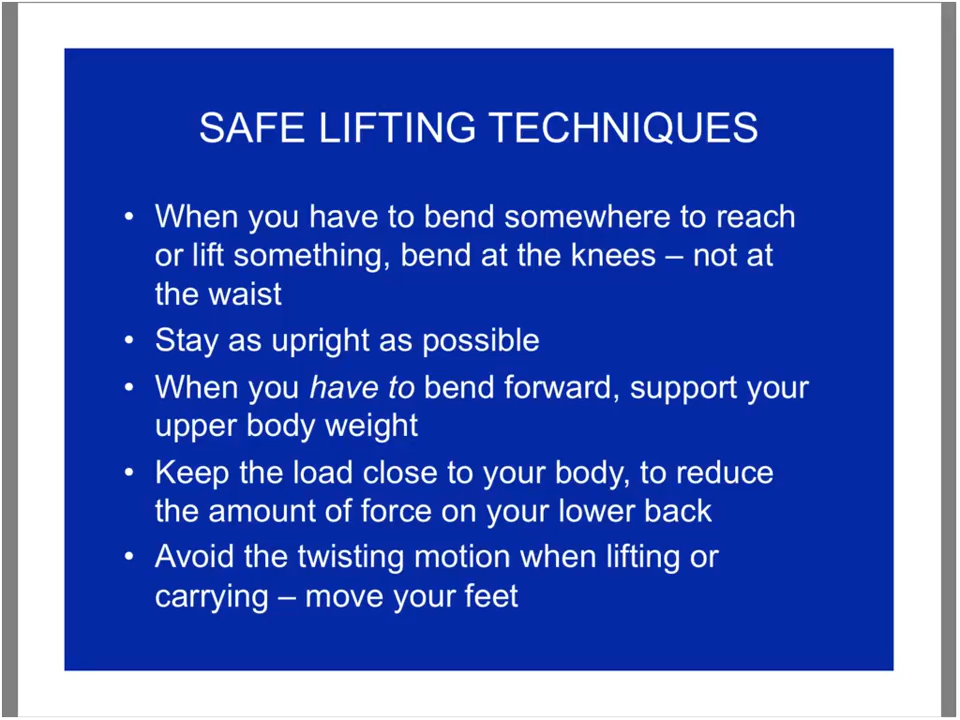 SAFE LIFTING TECHNIQUES
• When you have to bend somewhere to reach
or lift something, bend at the knees – not at
the waist
• Stay as upright as possible
• When you have to bend forward, support your
upper body weight
• Keep the load close to your body, to reduce
the amount of force on your lower back
• Avoid the twisting motion when lifting or
carrying – move your feet